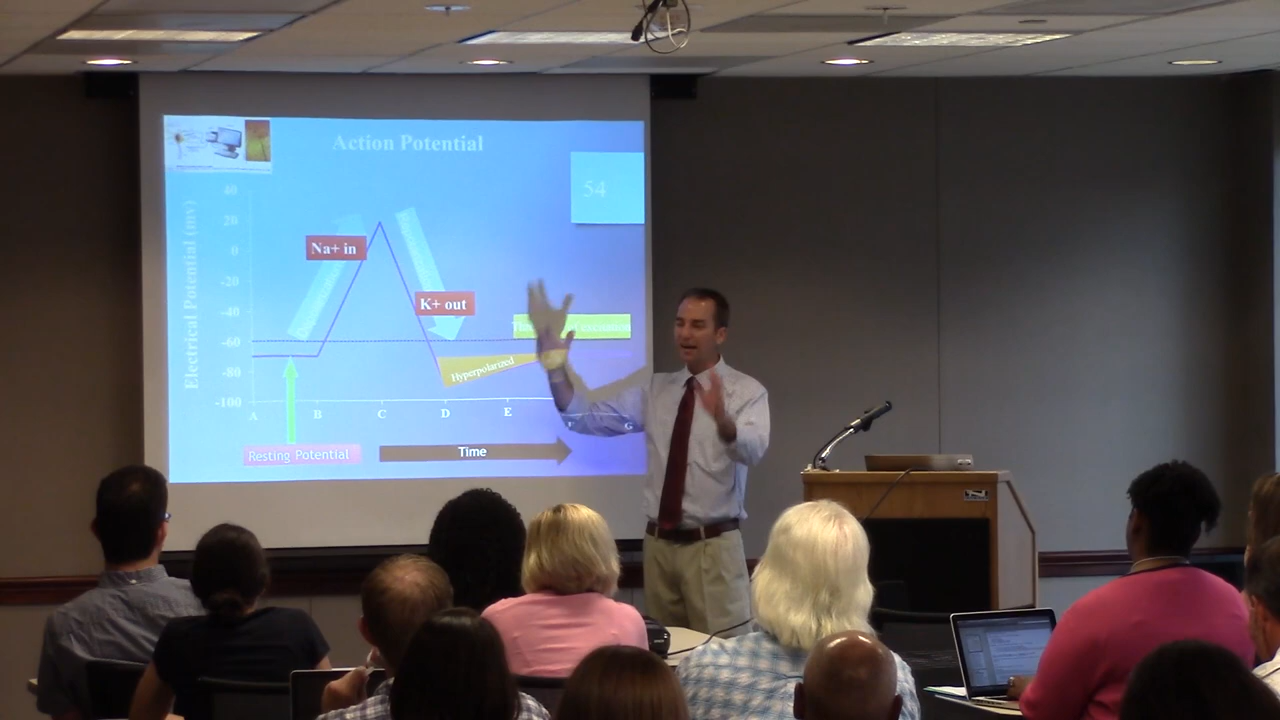 Action Potential
54
Electrical Potential (mv)
40
20
0
-20
-40
-60
-80
-100
Na+ in
K+ out
Hyperpolarized
A B C D E F G
Resting Potential
Time